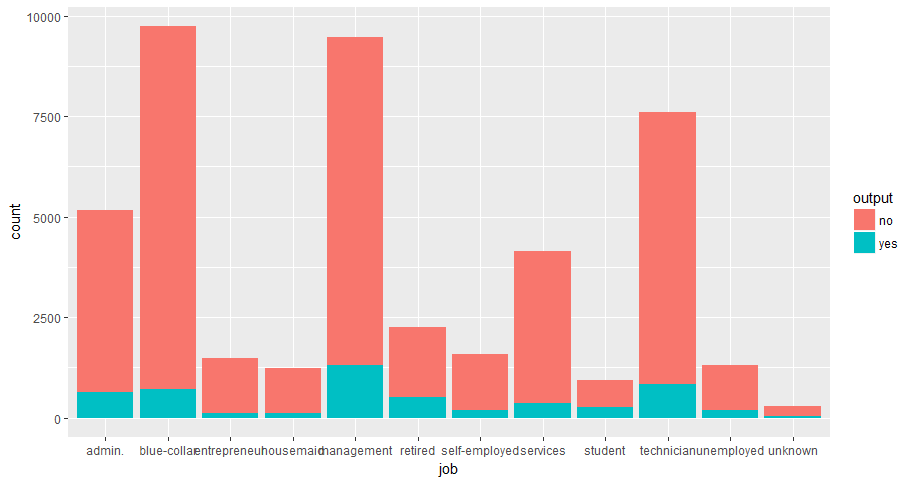 10000
7500
5000
2500
0
count
admin. blue-collar entrepreneur housemaid management retired self-employed services student technician unemployed unknown
job
output
no
yes